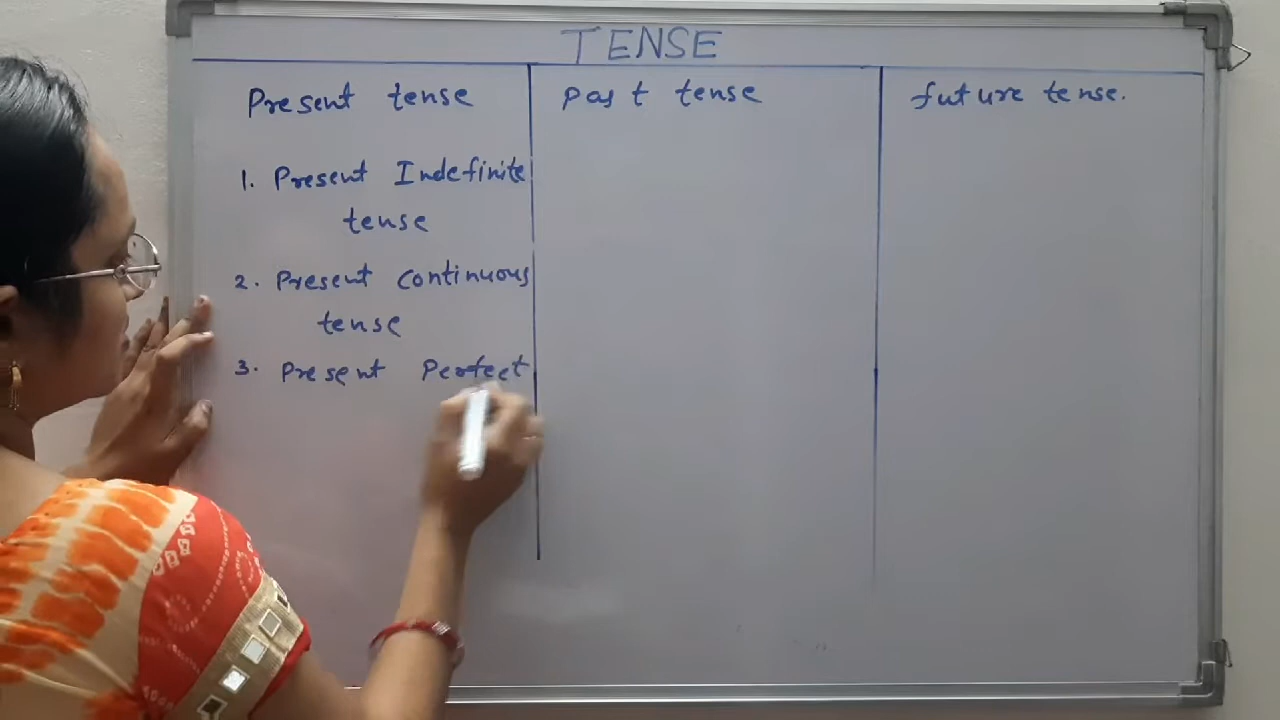 TENSE
Present tense
past tense
future tense.
1. Present Indefinite
tense
2. Present continuous
tense
3. Present Perfect